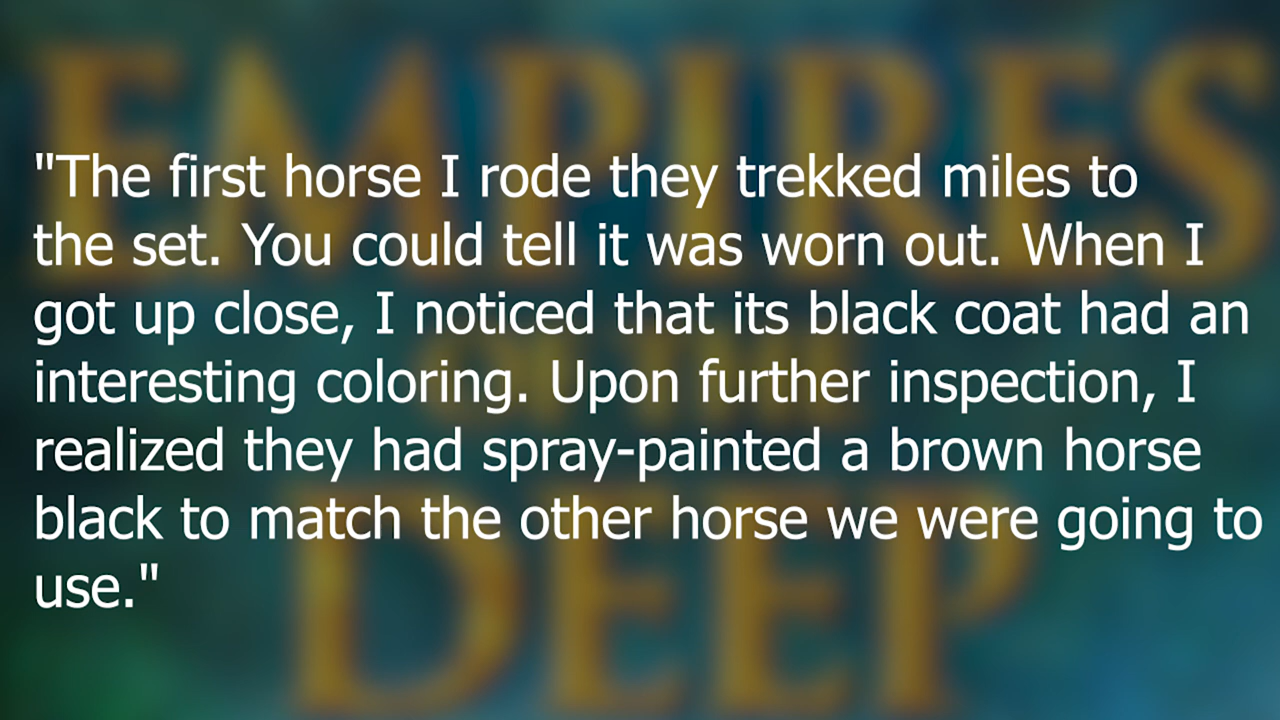 EMPIRES
OF THE
DEEP
"The first horse I rode they trekked miles to
the set. You could tell it was worn out. When I
got up close, I noticed that its black coat had an
interesting coloring. Upon further inspection, I
realized they had spray-painted a brown horse
black to match the other horse we were going to
use."